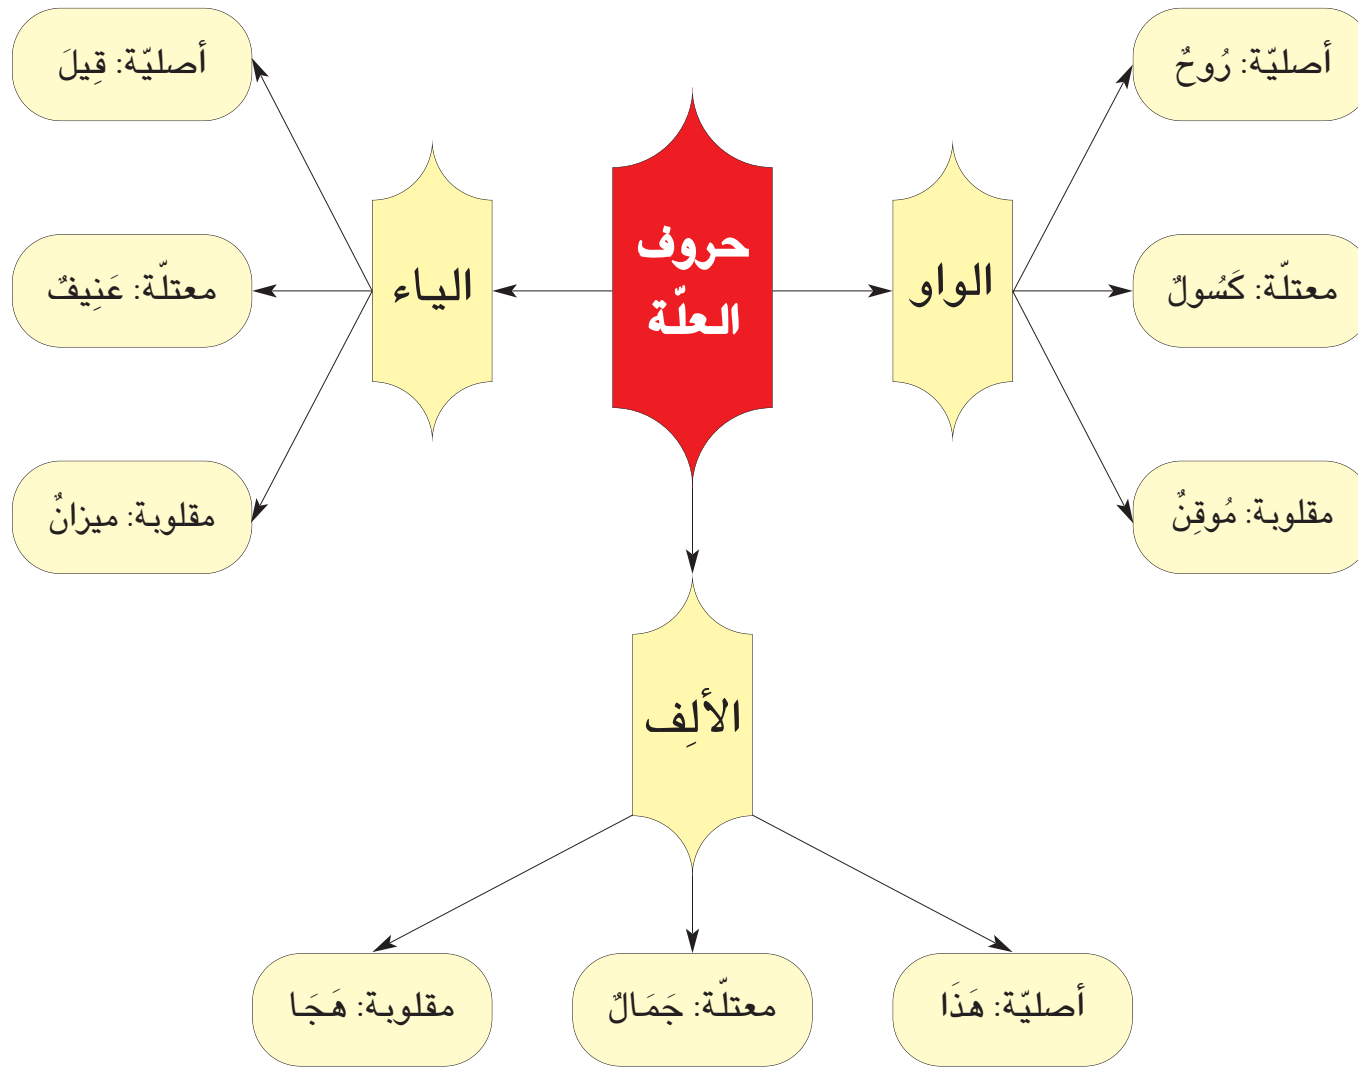 حروف
العلّة
الواو
أصليّة: رُوحٌ
معتلّة: كَسُولٌ
مقلوبة: مُوقِنٌ
الياء
أصليّة: قِيلَ
معتلّة: عَنِيفٌ
مقلوبة: ميزانٌ
الألِف
أصليّة: هَذَا
معتلّة: جَمَالٌ
مقلوبة: هَجَا